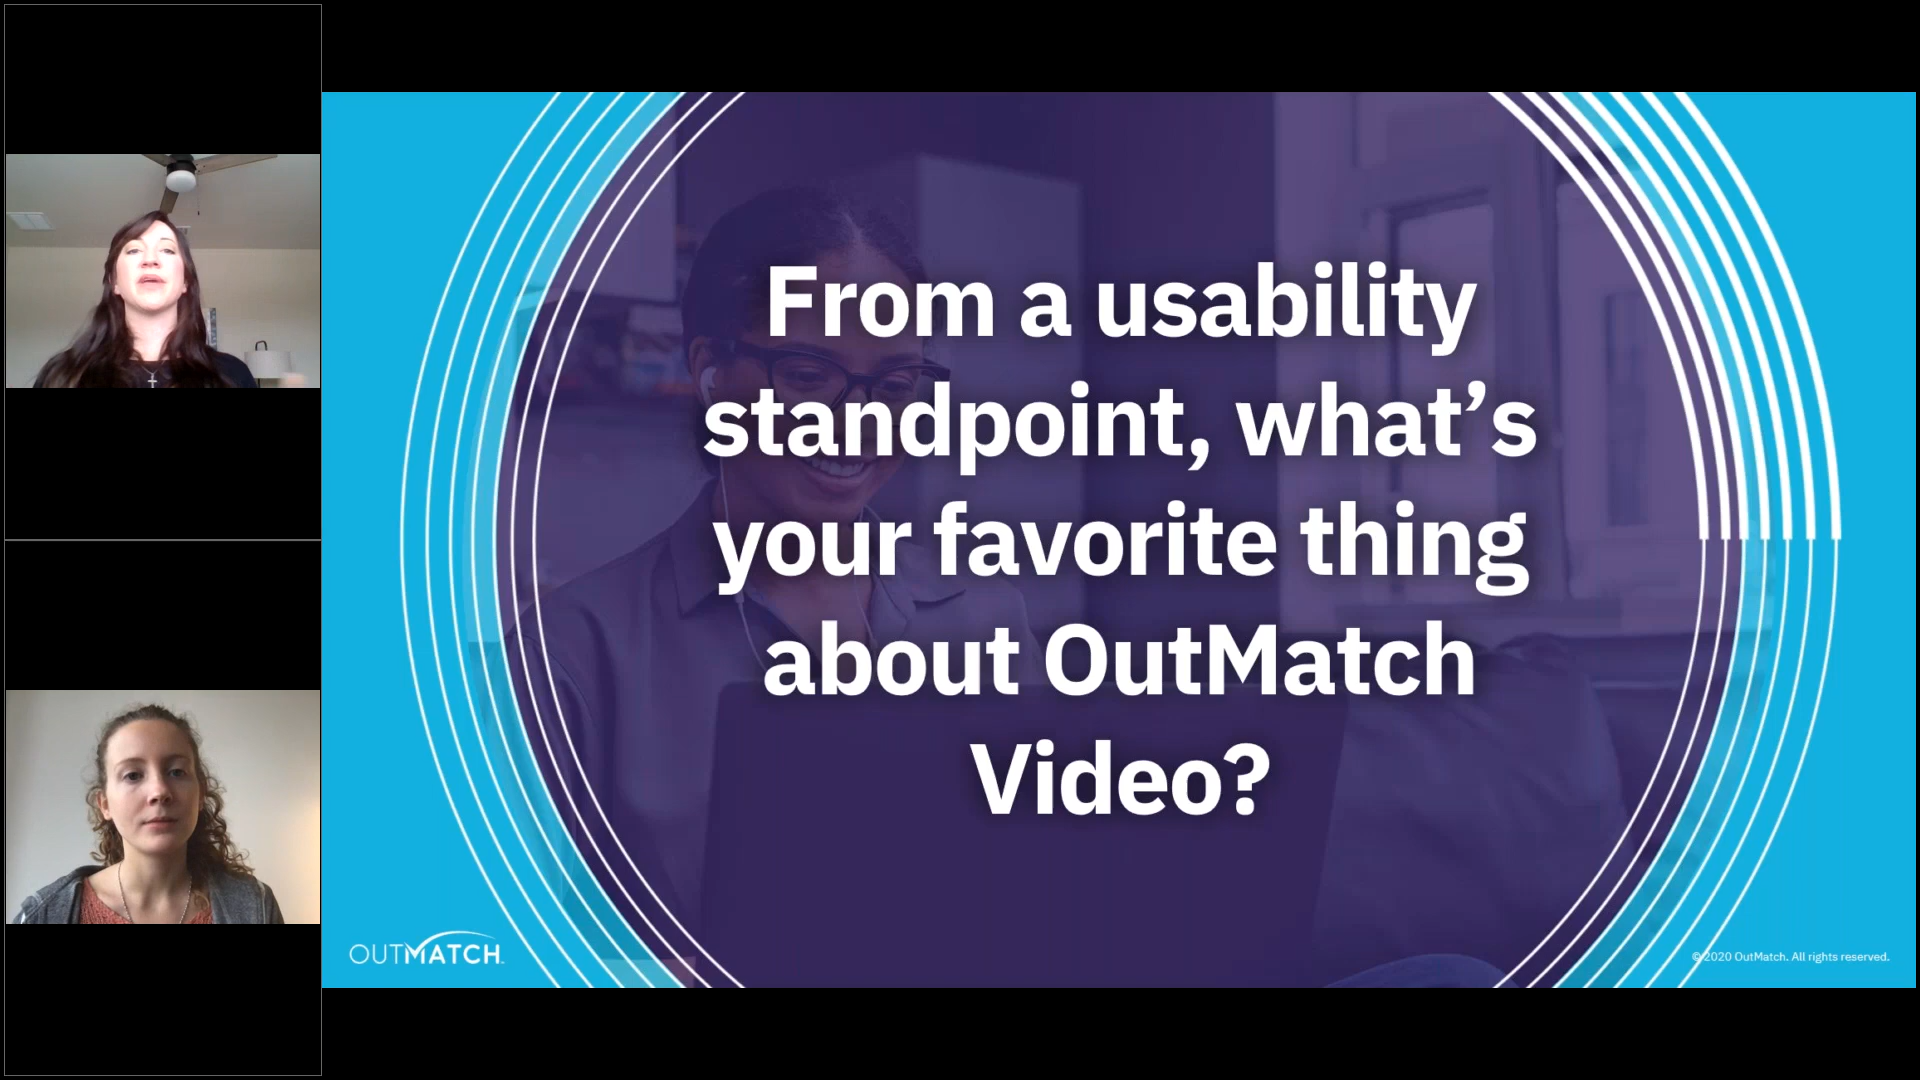 From a usability
standpoint, what’s
your favorite thing
about OutMatch
Video?
OUTMATCH
©2020 OutMatch. All rights reserved.